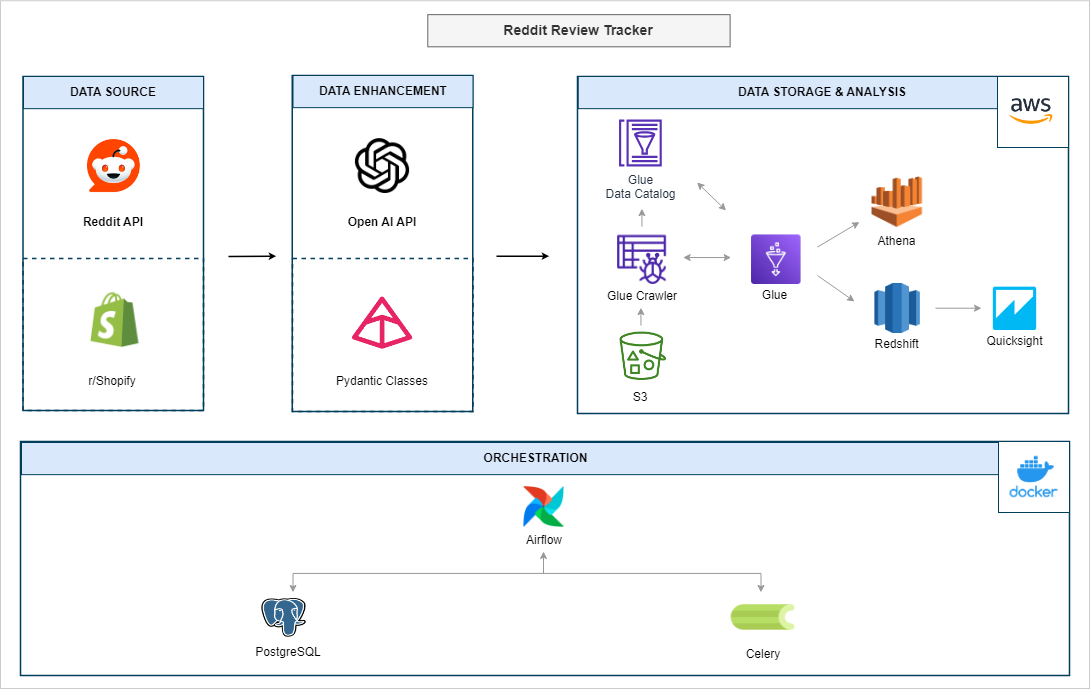 Reddit Review Tracker
DATA SOURCE
Reddit API
r/Shopify
DATA ENHANCEMENT
Open AI API
Pydantic Classes
DATA STORAGE & ANALYSIS
aws
Glue
Data Catalog
Glue Crawler
S3
Glue
Athena
Redshift
Quicksight
ORCHESTRATION
docker
Airflow
PostgreSQL
Celery